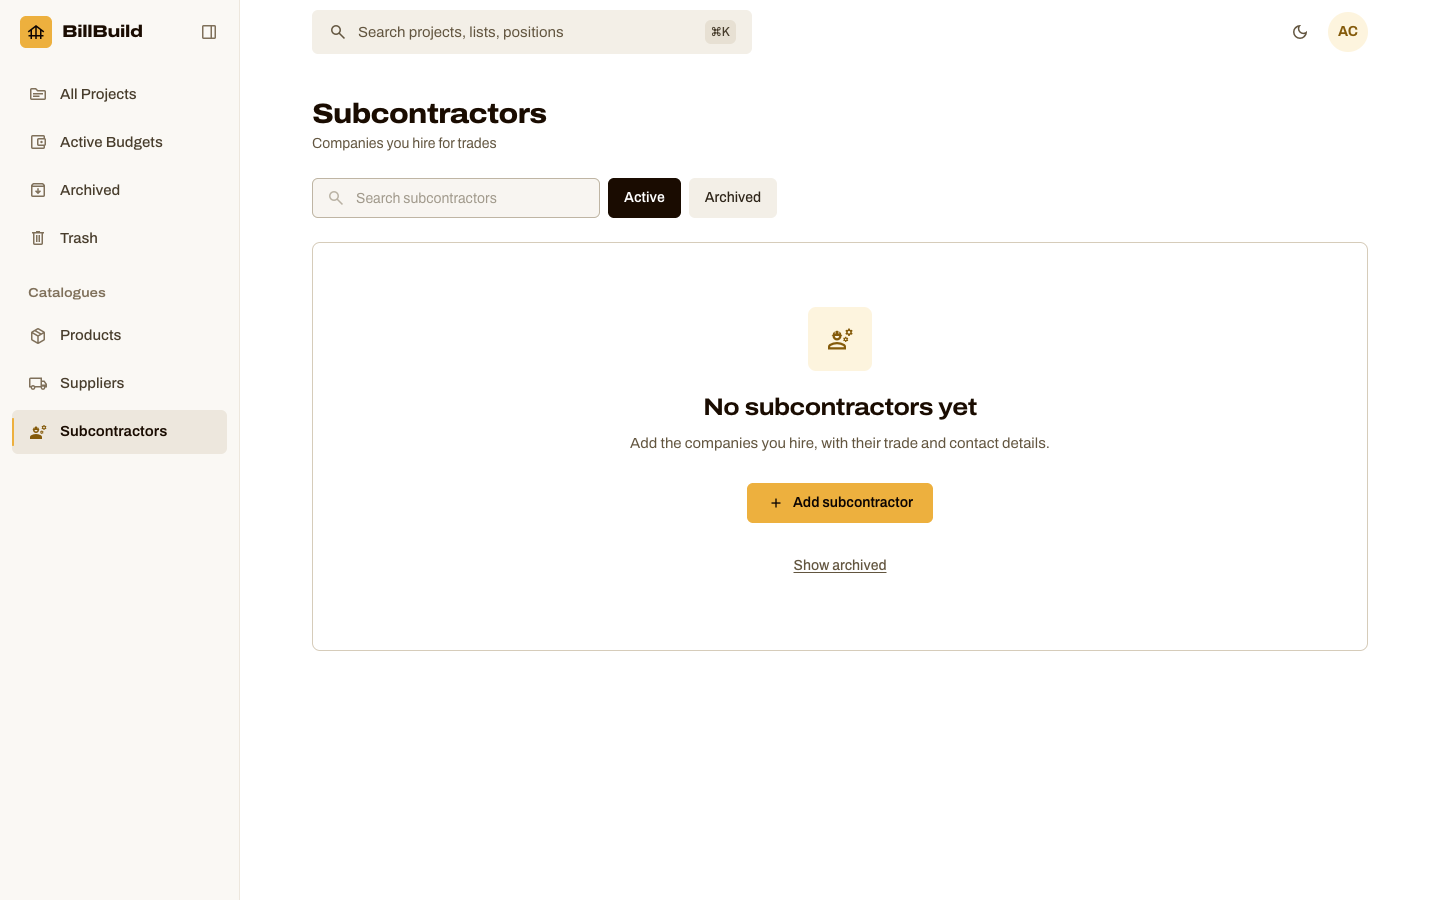 BillBuild
Search projects, lists, positions
⌘K
AC
All Projects
Active Budgets
Archived
Trash
Catalogues
Products
Suppliers
Subcontractors
Subcontractors
Companies you hire for trades
Search subcontractors
Active
Archived
No subcontractors yet
Add the companies you hire, with their trade and contact details.
Add subcontractor
Show archived